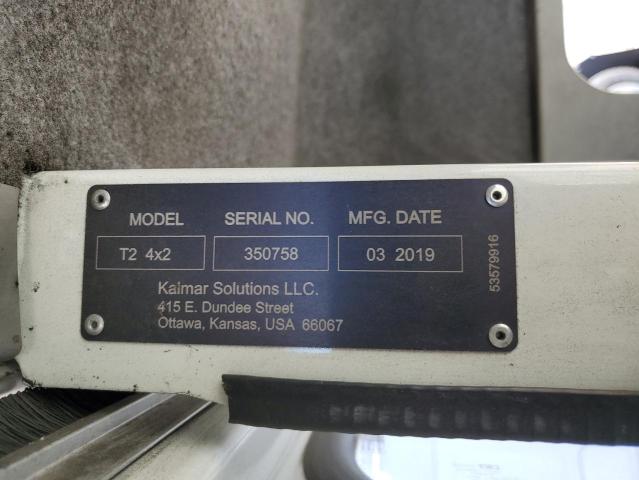 MODEL SERIAL NO. MFG. DATE
T2 4x2 350758 03 2019
Kalmar Solutions LLC.
415 E. Dundee Street
Ottawa, Kansas, USA 66067
53579916